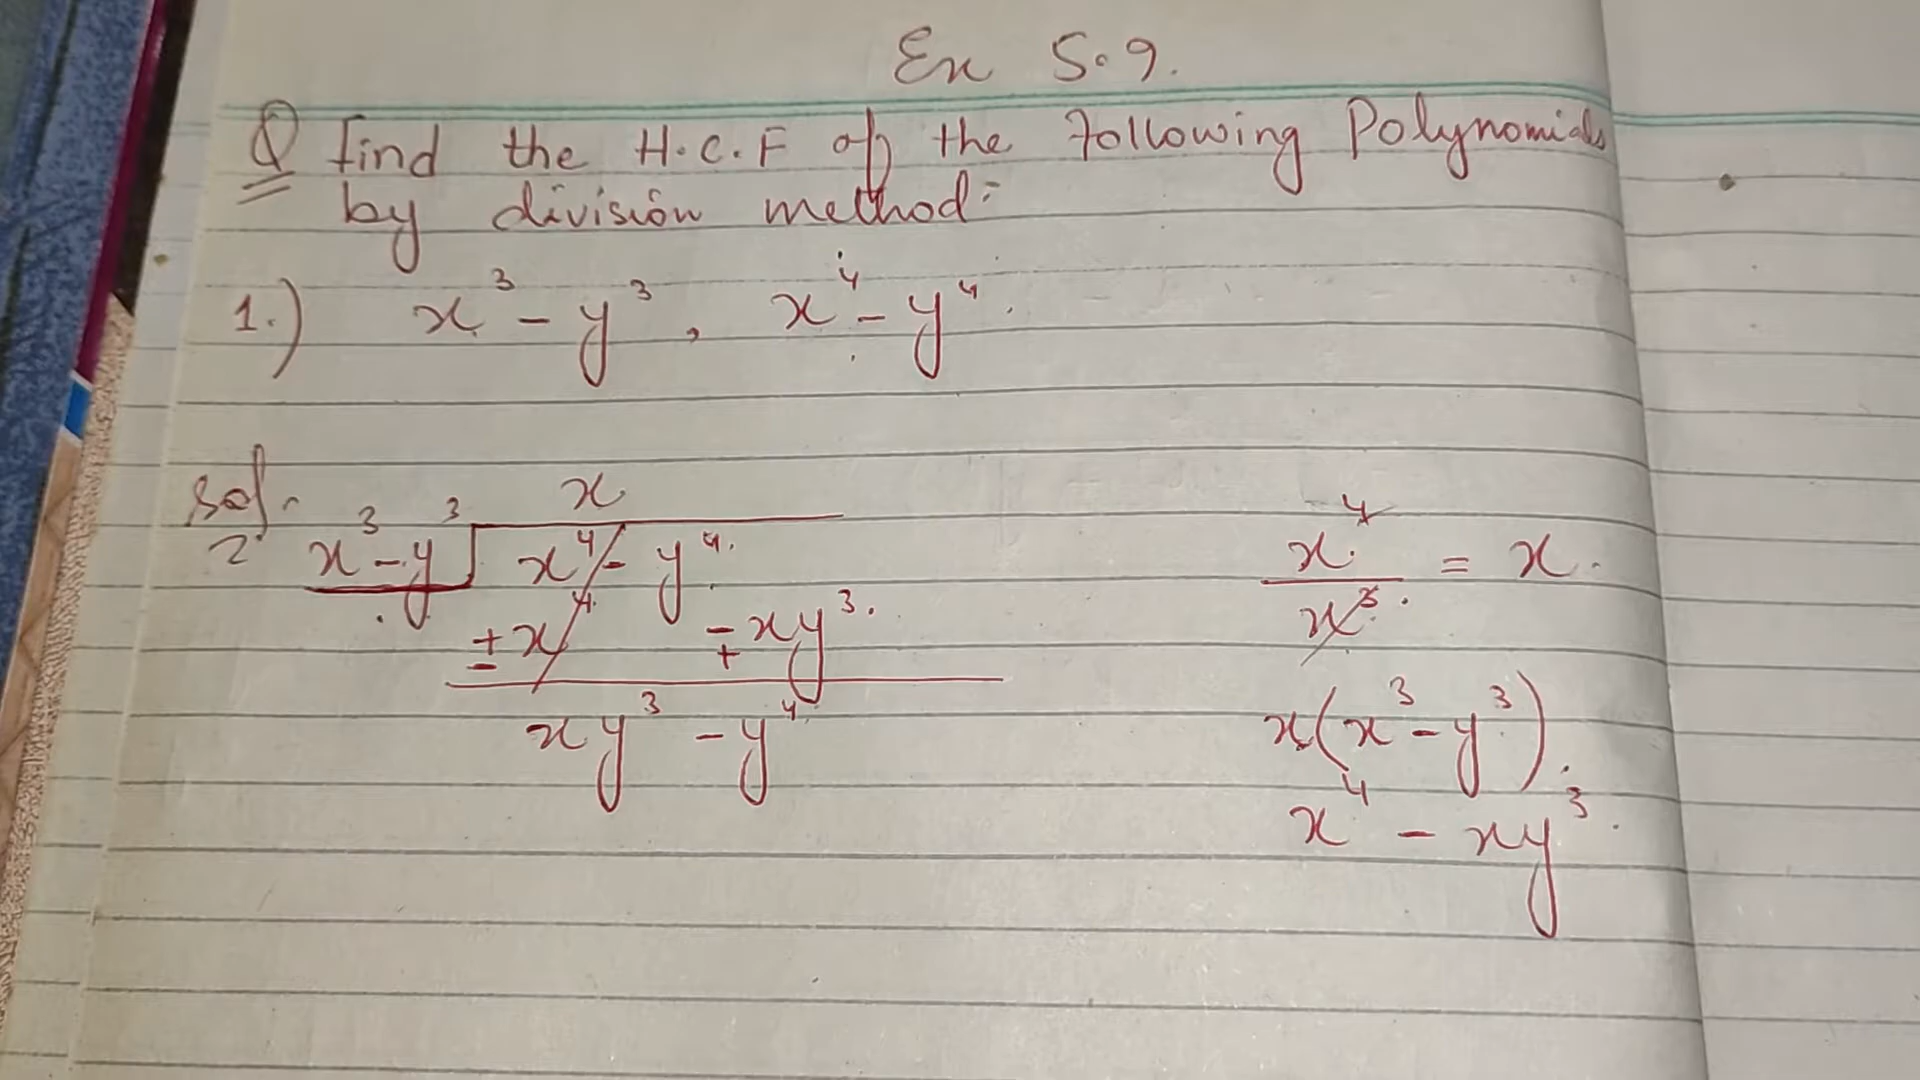 Ex 5.9.
Q find the H.C.F of the following Polynomials
by division method:-
1.) x³ - y³, x⁴ - y⁴.
Sol:-
x
x³ - y³ | x⁴ - y⁴.
± x⁴ ∓ xy³.
xy³ - y⁴
x⁴ / x³ = x.
x(x³ - y³).
x⁴ - xy³.